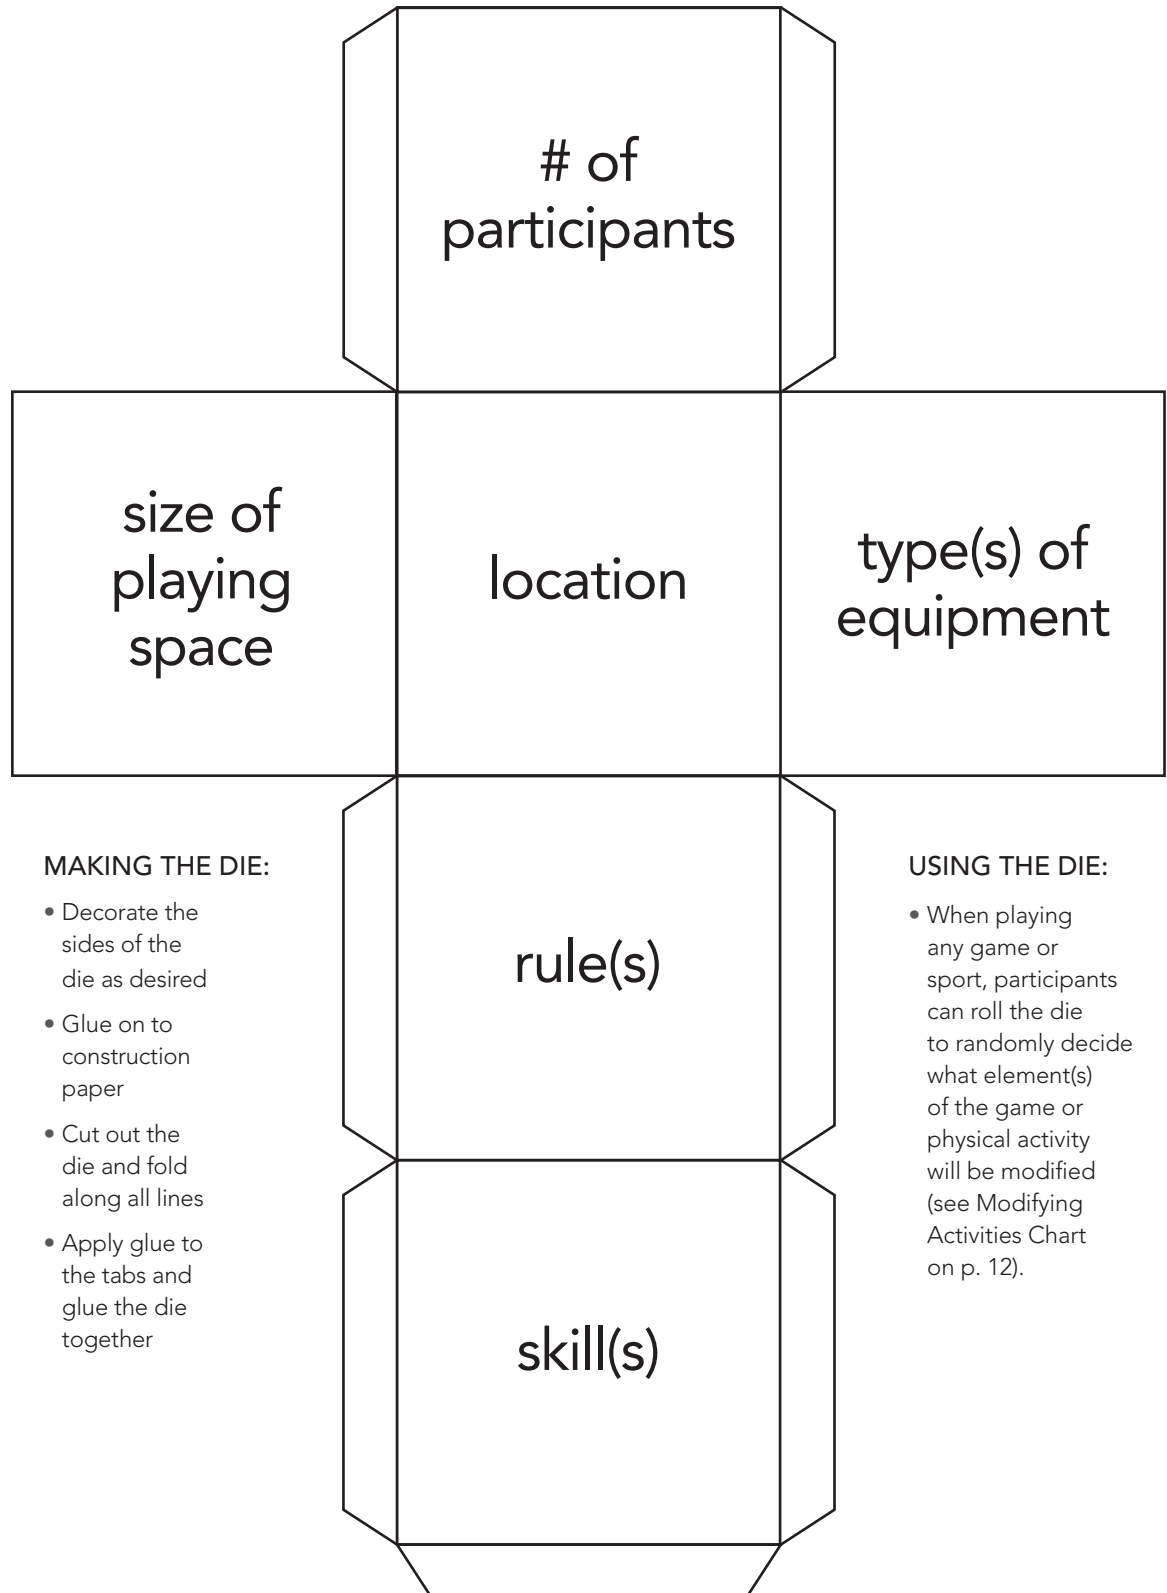 # of
participants
size of
playing
space
location
type(s) of
equipment
MAKING THE DIE:
• Decorate the
sides of the
die as desired
• Glue on to
construction
paper
• Cut out the
die and fold
along all lines
• Apply glue to
the tabs and
glue the die
together
rule(s)
skill(s)
USING THE DIE:
• When playing
any game or
sport, participants
can roll the die
to randomly decide
what element(s)
of the game or
physical activity
will be modified
(see Modifying
Activities Chart
on p. 12).